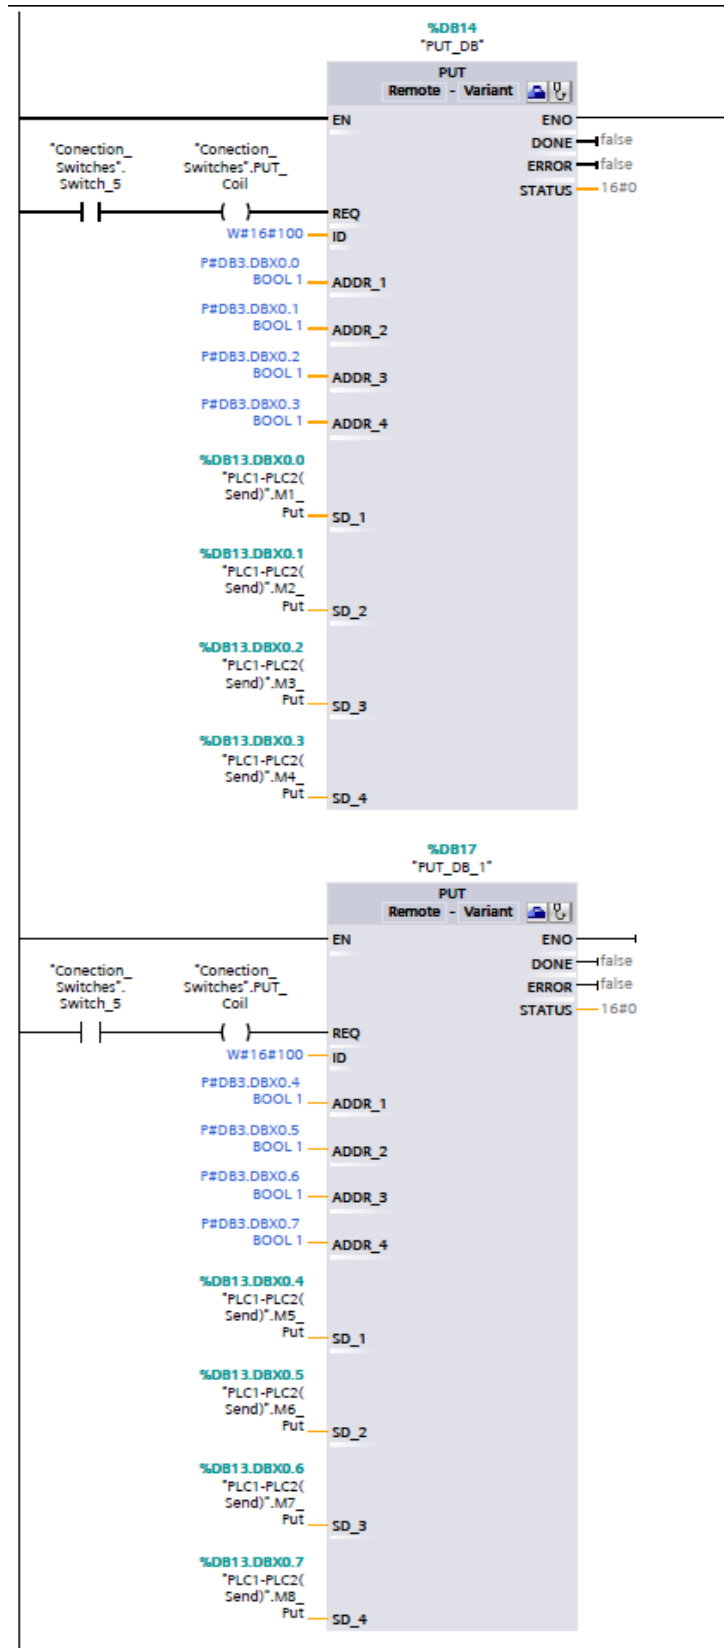 %DB14
"PUT_DB"
PUT
Remote - Variant
EN
ENO
DONE
false
ERROR
false
STATUS
16#0
"Conection_
Switches".
Switch_5
"Conection_
Switches".PUT_
Coil
REQ
W#16#100
ID
P#DB3.DBX0.0
BOOL 1
ADDR_1
P#DB3.DBX0.1
BOOL 1
ADDR_2
P#DB3.DBX0.2
BOOL 1
ADDR_3
P#DB3.DBX0.3
BOOL 1
ADDR_4
%DB13.DBX0.0
"PLC1-PLC2(
Send)".M1_
Put
SD_1
%DB13.DBX0.1
"PLC1-PLC2(
Send)".M2_
Put
SD_2
%DB13.DBX0.2
"PLC1-PLC2(
Send)".M3_
Put
SD_3
%DB13.DBX0.3
"PLC1-PLC2(
Send)".M4_
Put
SD_4
%DB17
"PUT_DB_1"
PUT
Remote - Variant
EN
ENO
DONE
false
ERROR
false
STATUS
16#0
"Conection_
Switches".
Switch_5
"Conection_
Switches".PUT_
Coil
REQ
W#16#100
ID
P#DB3.DBX0.4
BOOL 1
ADDR_1
P#DB3.DBX0.5
BOOL 1
ADDR_2
P#DB3.DBX0.6
BOOL 1
ADDR_3
P#DB3.DBX0.7
BOOL 1
ADDR_4
%DB13.DBX0.4
"PLC1-PLC2(
Send)".M5_
Put
SD_1
%DB13.DBX0.5
"PLC1-PLC2(
Send)".M6_
Put
SD_2
%DB13.DBX0.6
"PLC1-PLC2(
Send)".M7_
Put
SD_3
%DB13.DBX0.7
"PLC1-PLC2(
Send)".M8_
Put
SD_4